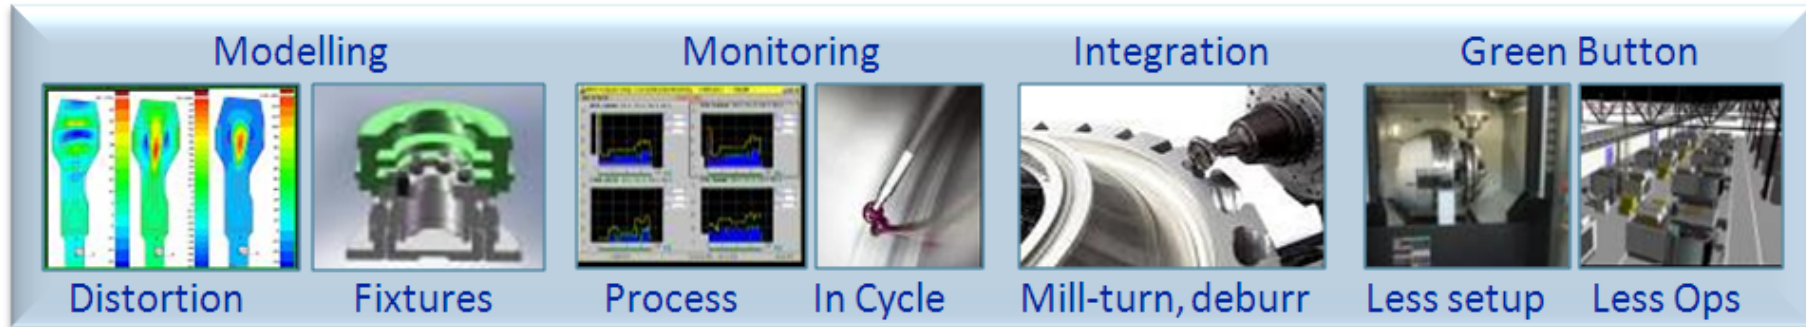 Modelling Monitoring Integration Green Button
Distortion Fixtures Process In Cycle Mill-turn, deburr Less setup Less Ops